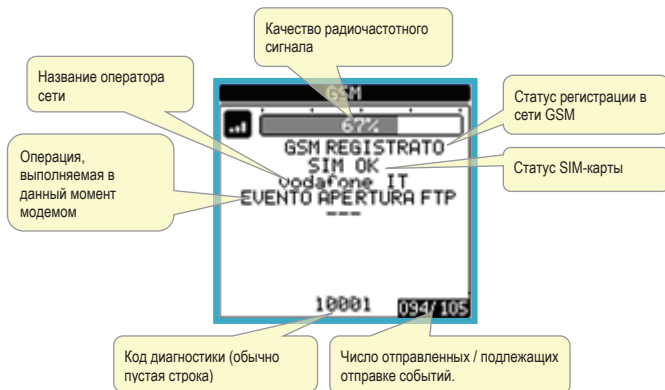 Качество радиочастотного
сигнала
Название оператора
сети
GSM
Статус регистрации в
сети GSM
67%
GSM REGISTRATO
SIM OK
Статус SIM-карты
Операция,
выполняемая в
данный момент
модемом
vodafone IT
EVENTO APERTURA FTP
---
10001
094/105
Код диагностики (обычно
пустая строка)
Число отправленных / подлежащих
отправке событий.